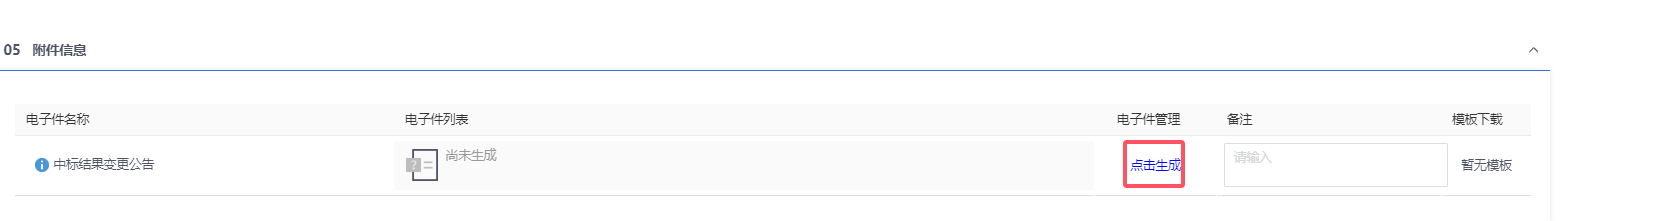 05 附件信息
电子件名称 电子件列表 电子件管理 备注 模板下载
中标结果变更公告 尚未生成 点击生成 请输入 暂无模板